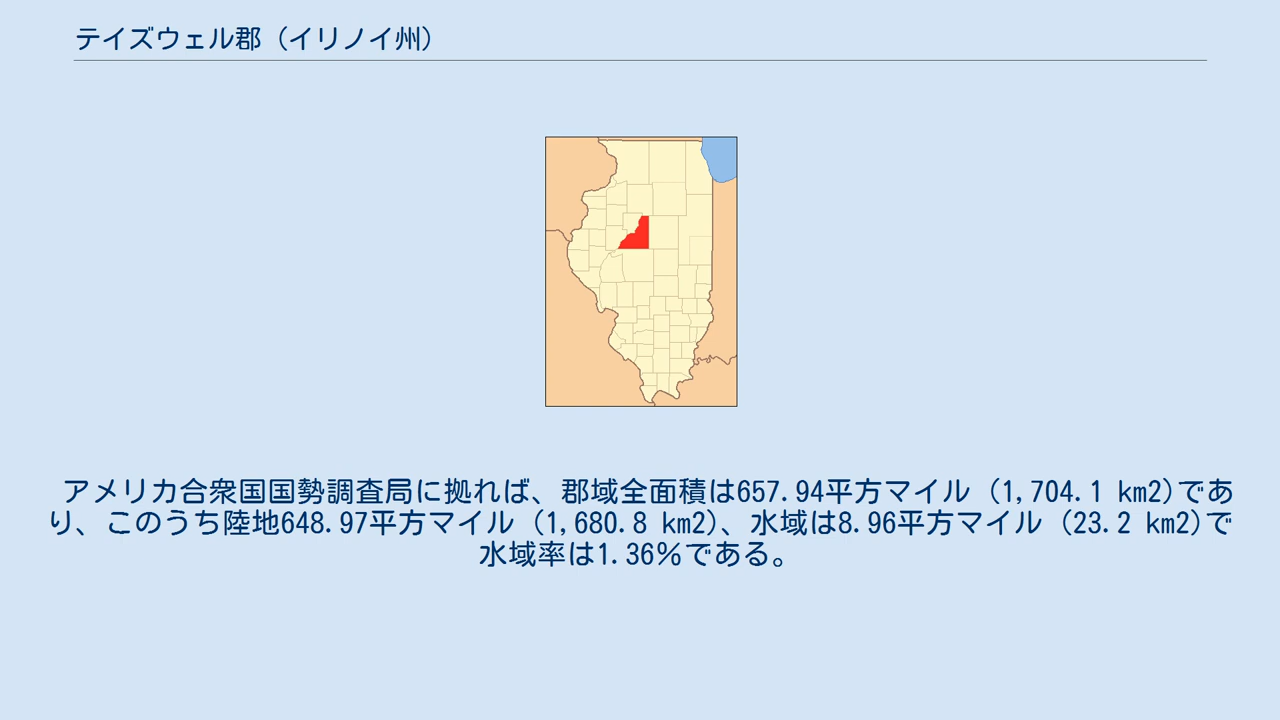 テイズウェル郡（イリノイ州）
アメリカ合衆国国勢調査局に拠れば、郡域全面積は657.94平方マイル (1,704.1 km2)であ
り、このうち陸地648.97平方マイル (1,680.8 km2)、水域は8.96平方マイル (23.2 km2)で
水域率は1.36%である。